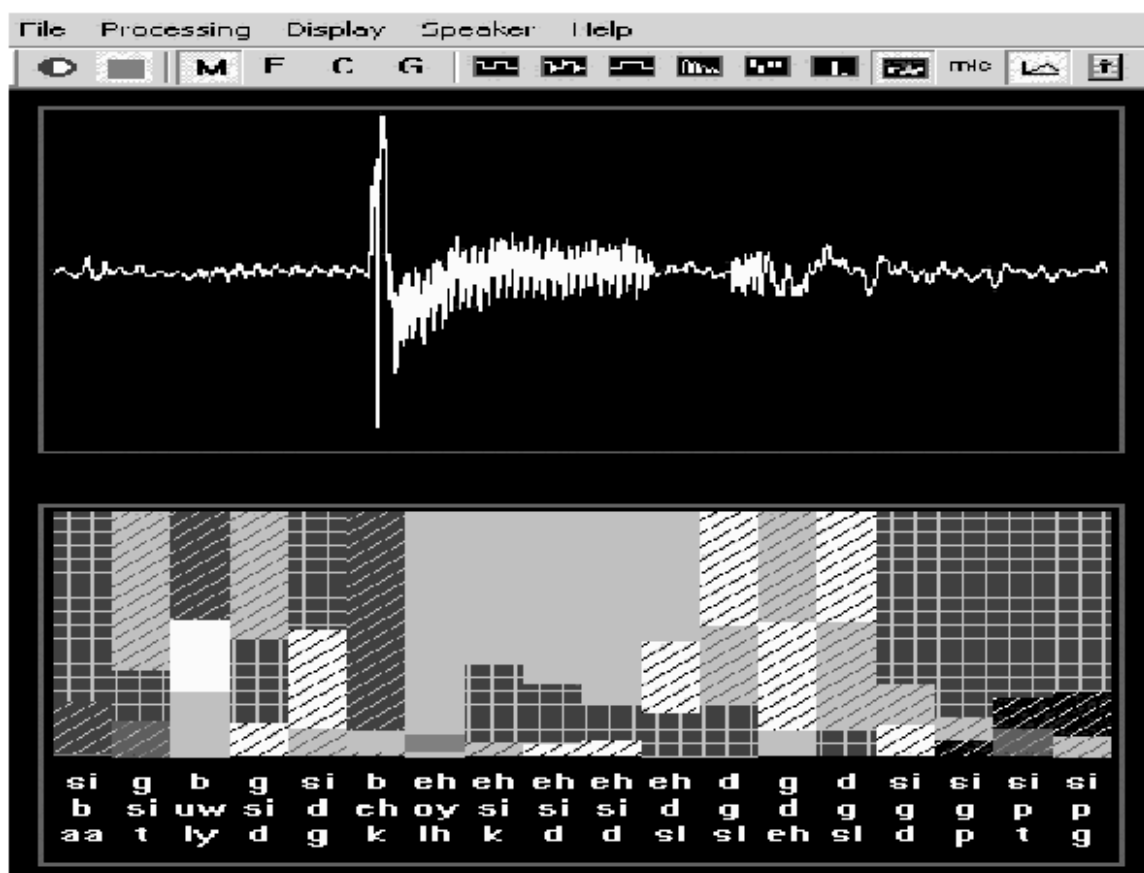 File Processing Display Speaker Help
M F C G mic
si g b g si b eh eh eh eh eh d g d si si si si
b si uw si d ch oy si si si d g d g g g p p
aa t ly d g k lh k d d sl sl eh sl d p t g